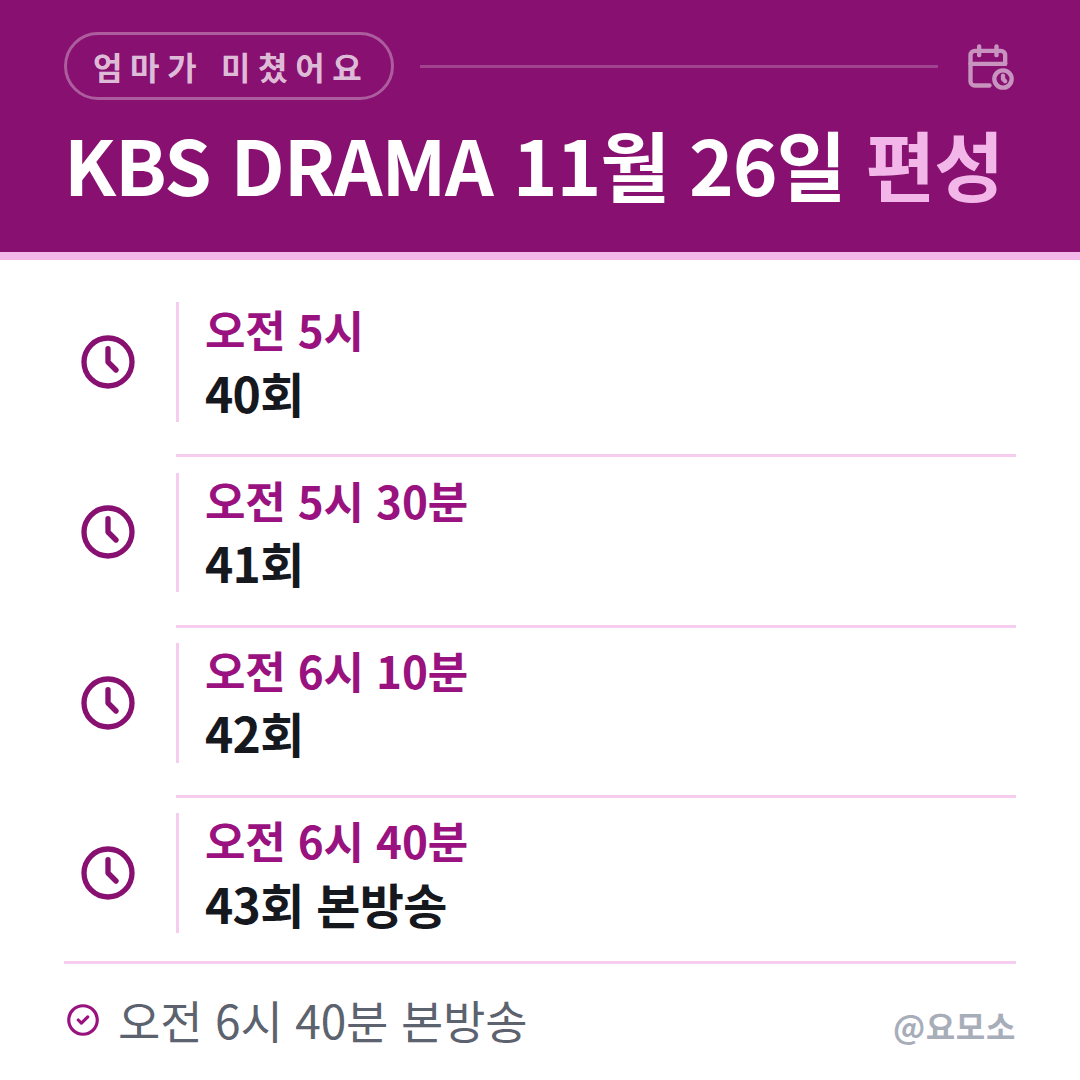 엄마가 미쳤어요
KBS DRAMA 11월 26일 편성
오전 5시
40회
오전 5시 30분
41회
오전 6시 10분
42회
오전 6시 40분
43회 본방송
오전 6시 40분 본방송
@요모소